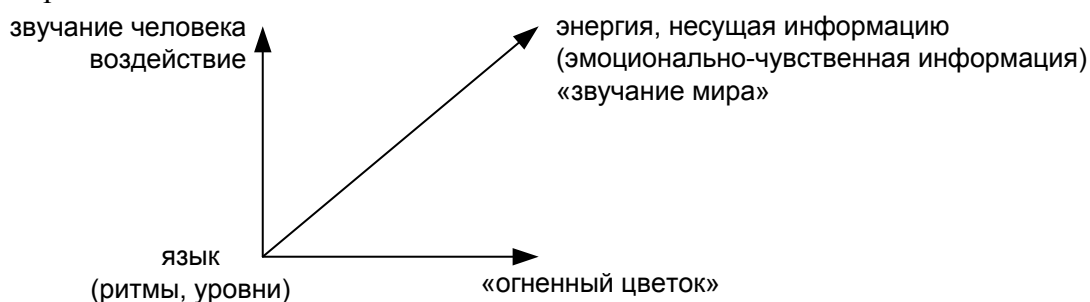 звучание человека
воздействие
энергия, несущая информацию
(эмоционально-чувственная информация)
«звучание мира»
язык
(ритмы, уровни)
«огненный цветок»